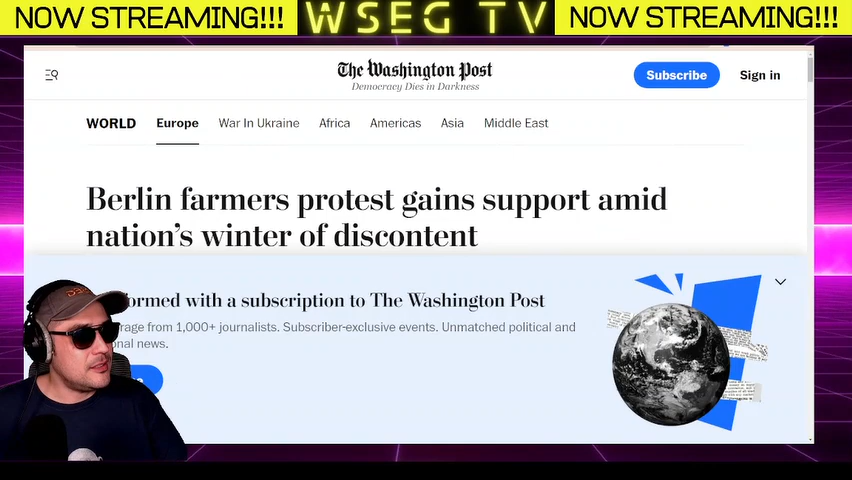 NOW STREAMING!!! WSEG TV NOW STREAMING!!!
The Washington Post
Democracy Dies in Darkness
Subscribe
Sign in
WORLD Europe War In Ukraine Africa Americas Asia Middle East
Berlin farmers protest gains support amid
nation's winter of discontent
formed with a subscription to The Washington Post
rage from 1,000+ journalists. Subscriber-exclusive events. Unmatched political and
onal news.